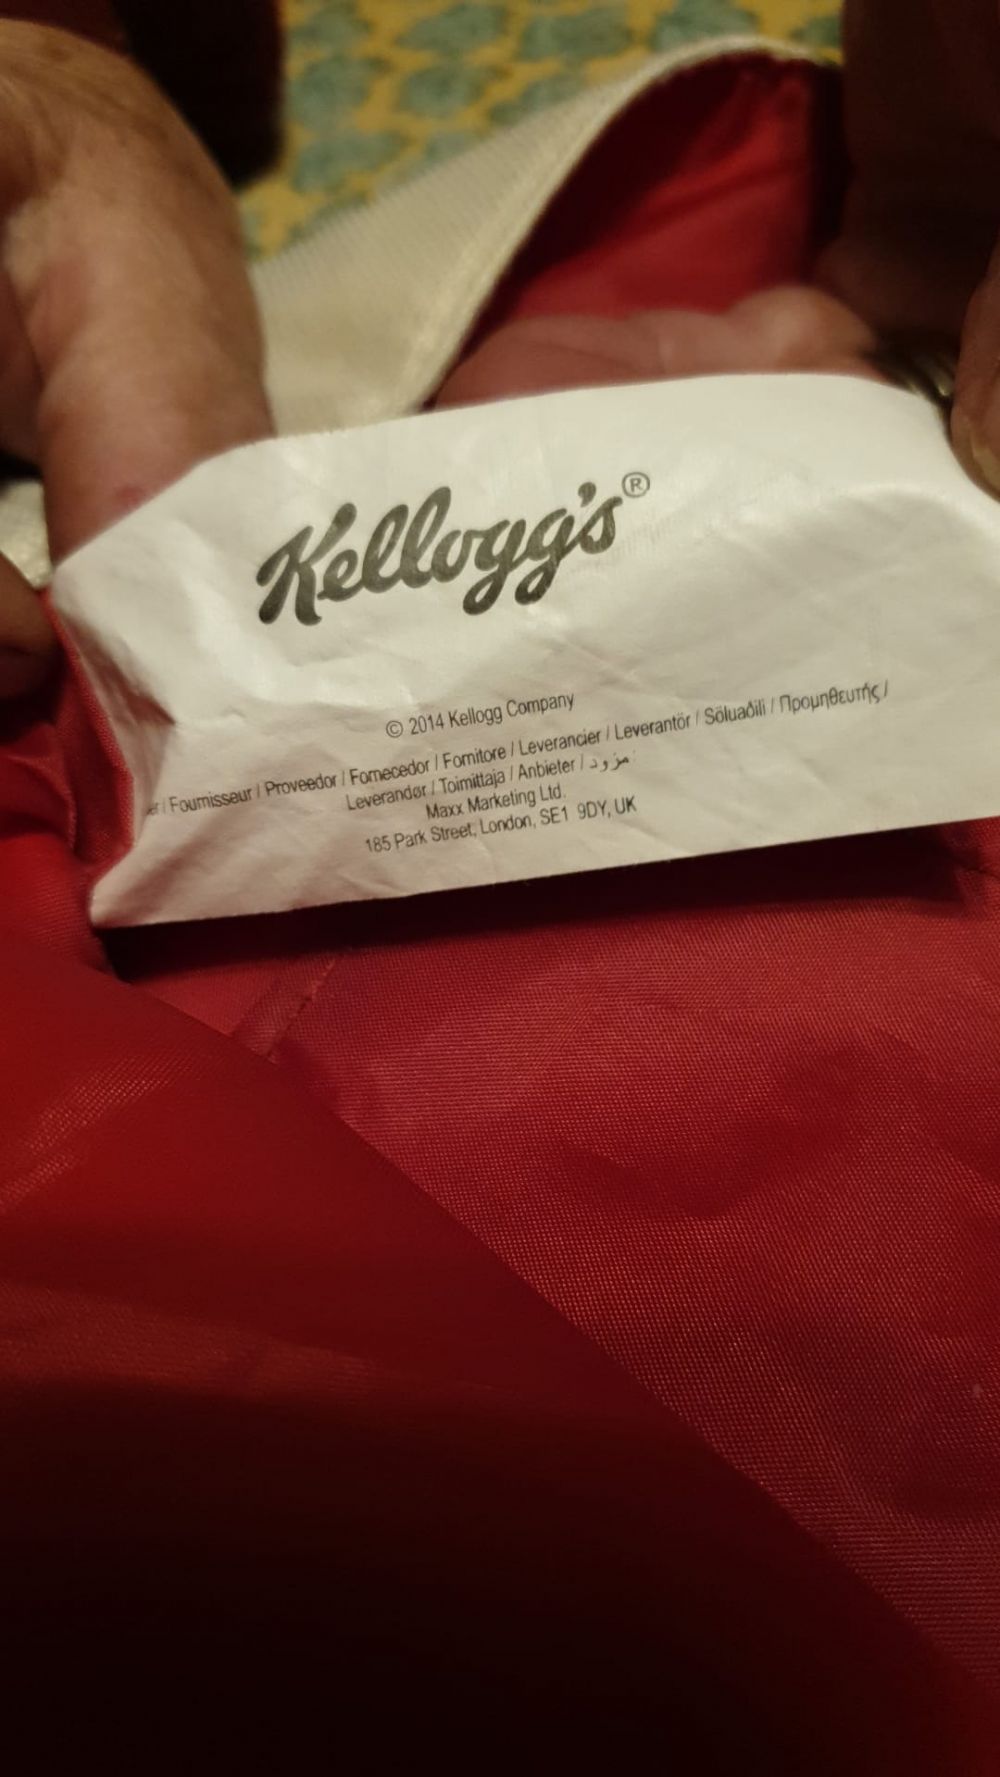 Kellogg's®
© 2014 Kellogg Company
/ Fournisseur / Proveedor / Fornecedor / Fornitore / Leverancier / Leverantör / Söluaðili / Προμηθευτής /
Leverandør / Toimittaja / Anbieter / مزود:
Maxx Marketing Ltd.
185 Park Street, London, SE1 9DY, UK